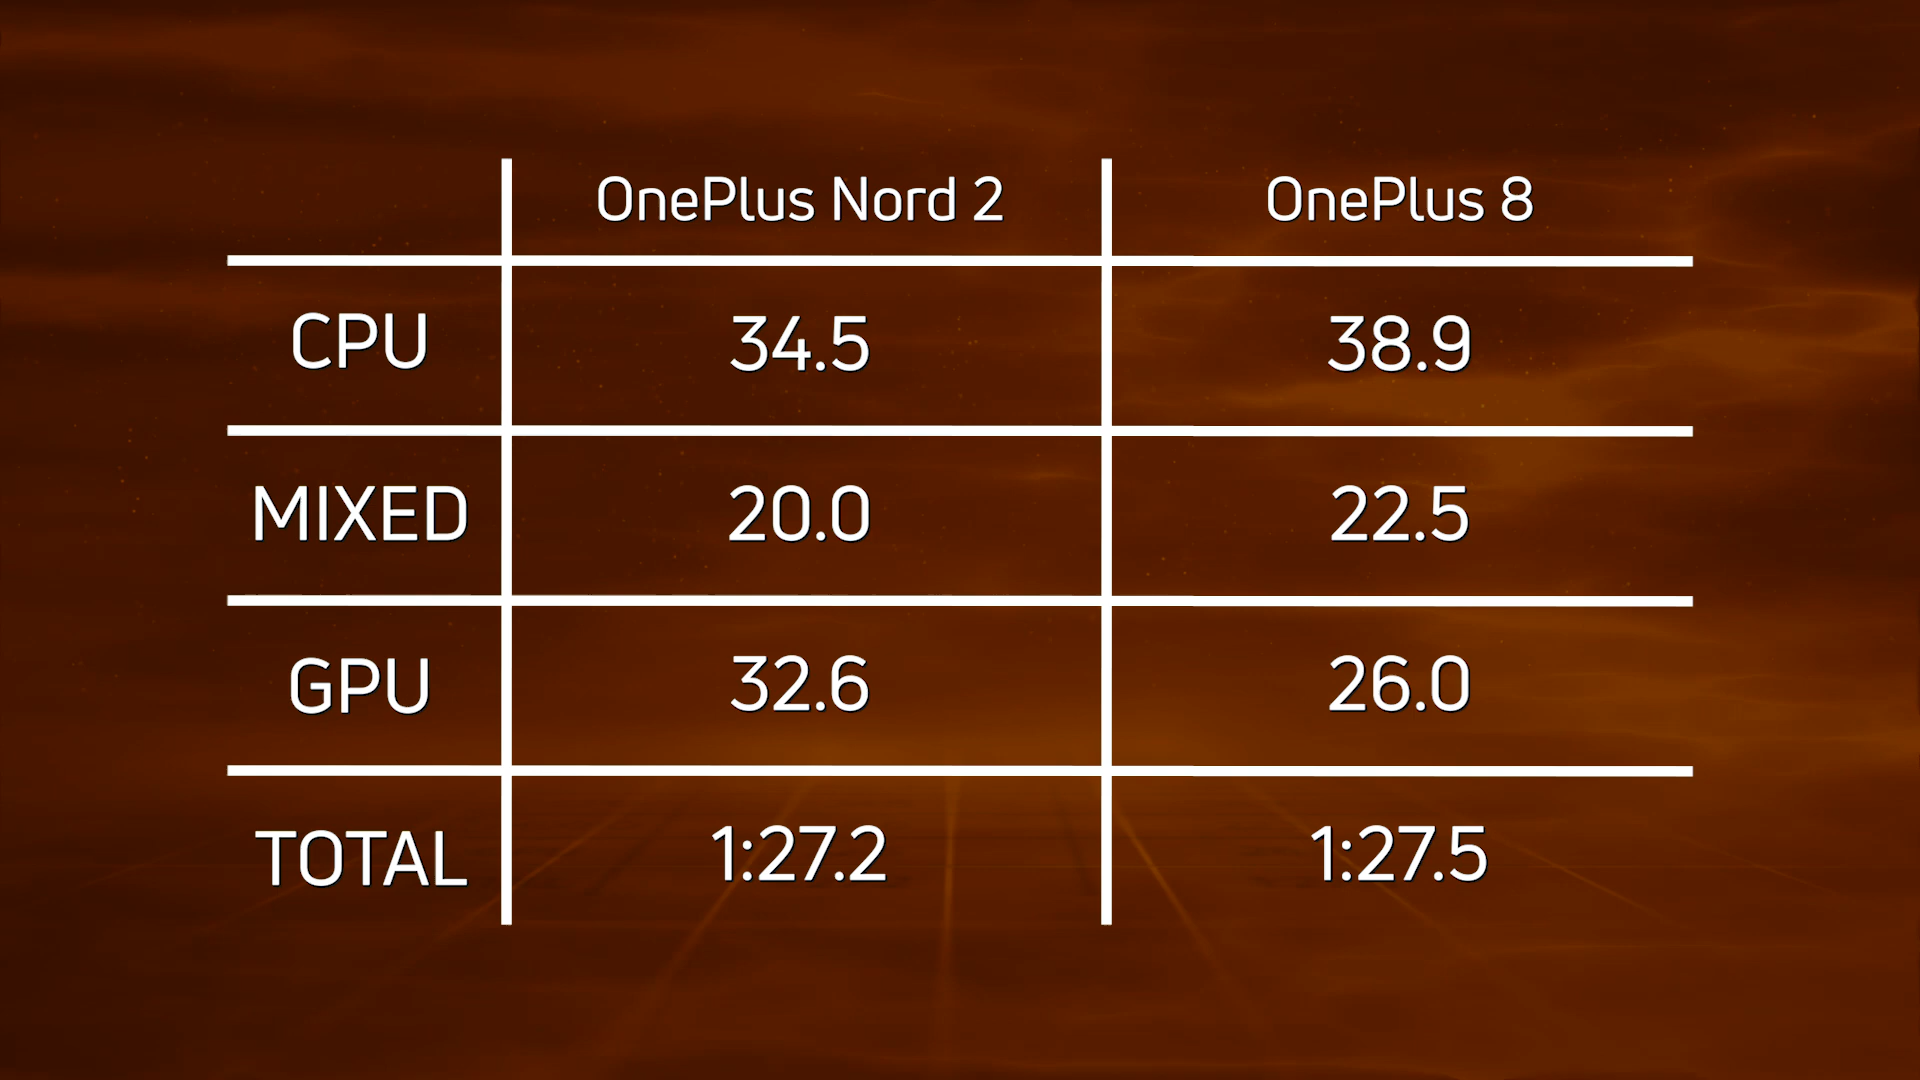 OnePlus Nord 2 OnePlus 8
CPU 34.5 38.9
MIXED 20.0 22.5
GPU 32.6 26.0
TOTAL 1:27.2 1:27.5